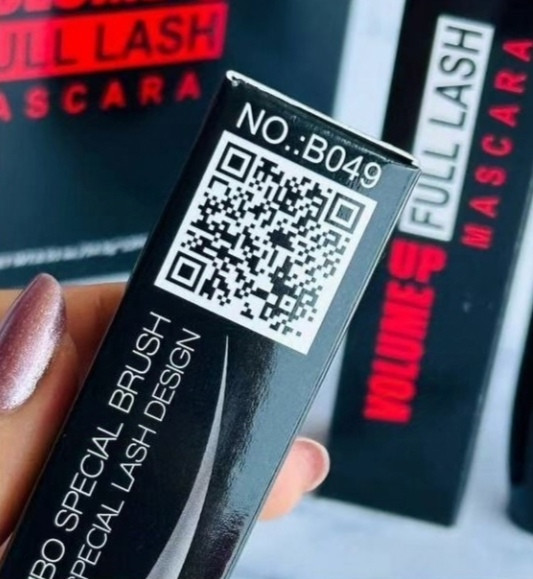 FULL LASH
MASCARA
NO.:B049
SPECIAL BRUSH
SPECIAL LASH DESIGN
VOLUME UP
FULL LASH
MASCARA